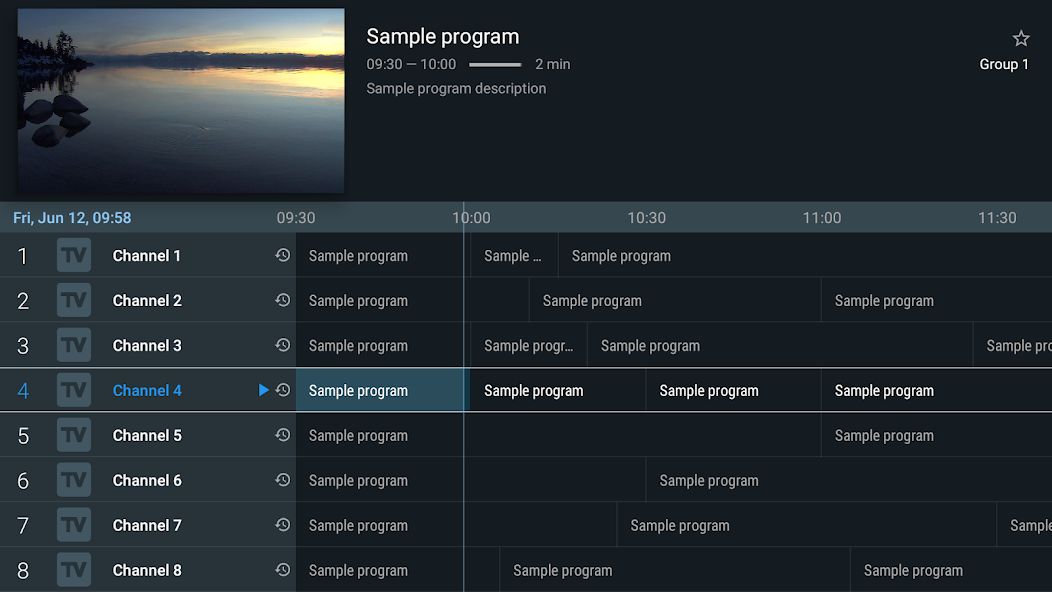 Sample program
09:30 — 10:00 2 min
Group 1
Sample program description
Fri, Jun 12, 09:58 09:30 10:00 10:30 11:00 11:30
1 TV Channel 1 Sample program Sample ... Sample program
2 TV Channel 2 Sample program Sample program Sample program
3 TV Channel 3 Sample program Sample progr... Sample program Sample pro
4 TV Channel 4 Sample program Sample program Sample program Sample program
5 TV Channel 5 Sample program Sample program
6 TV Channel 6 Sample program Sample program
7 TV Channel 7 Sample program Sample program Sample
8 TV Channel 8 Sample program Sample program Sample program